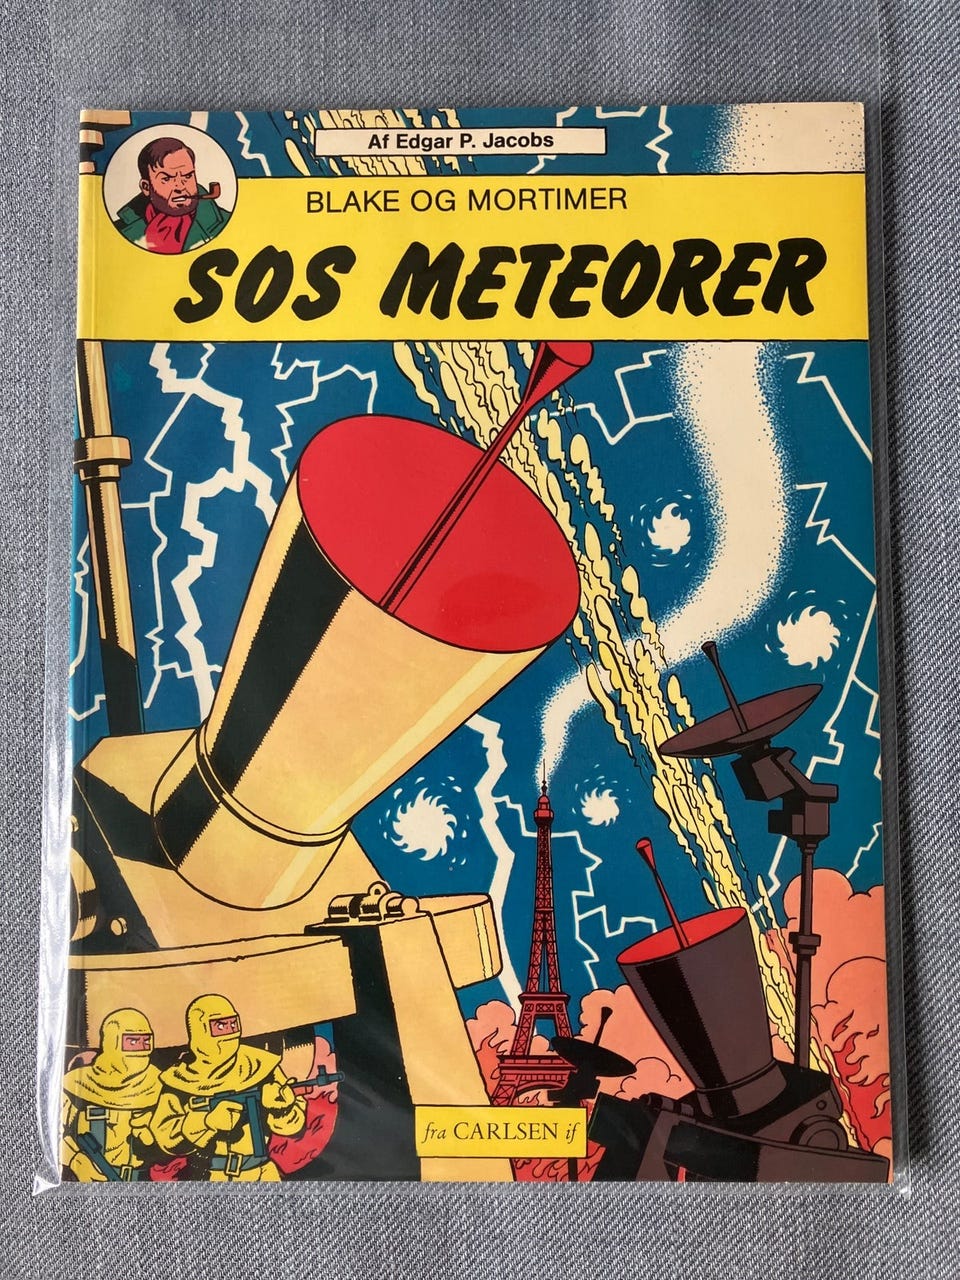 Af Edgar P. Jacobs
BLAKE OG MORTIMER
SOS METEORER
fra CARLSEN if